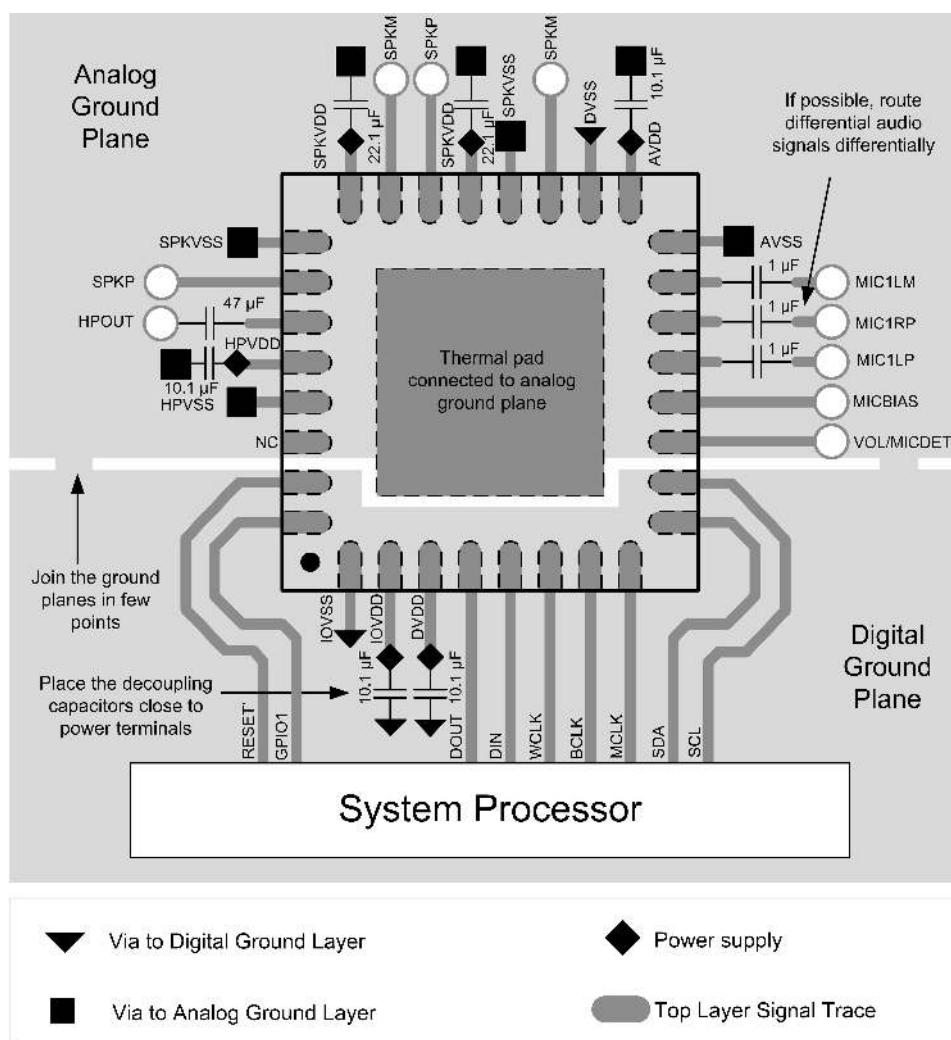 Analog
Ground
Plane
SPKVDD
22.1 µF
SPKM
SPKP
SPKVDD
22.1 µF
SPKVSS
SPKM
DVSS
10.1 µF
AVDD
If possible, route
differential audio
signals differentially
SPKVSS
SPKP
47 µF
HPOUT
HPVDD
10.1 µF
HPVSS
NC
AVSS
1 µF
MIC1LM
1 µF
MIC1RP
1 µF
MIC1LP
MICBIAS
VOL/MICDET
Thermal pad
connected to analog
ground plane
Join the ground
planes in few
points
Place the decoupling
capacitors close to
power terminals
Digital
Ground
Plane
IOVSS
IOVDD
10.1 µF
DVDD
10.1 µF
RESET'
GPIO1
DOUT
DIN
WCLK
BCLK
MCLK
SDA
SCL
System Processor
Via to Digital Ground Layer
Power supply
Via to Analog Ground Layer
Top Layer Signal Trace